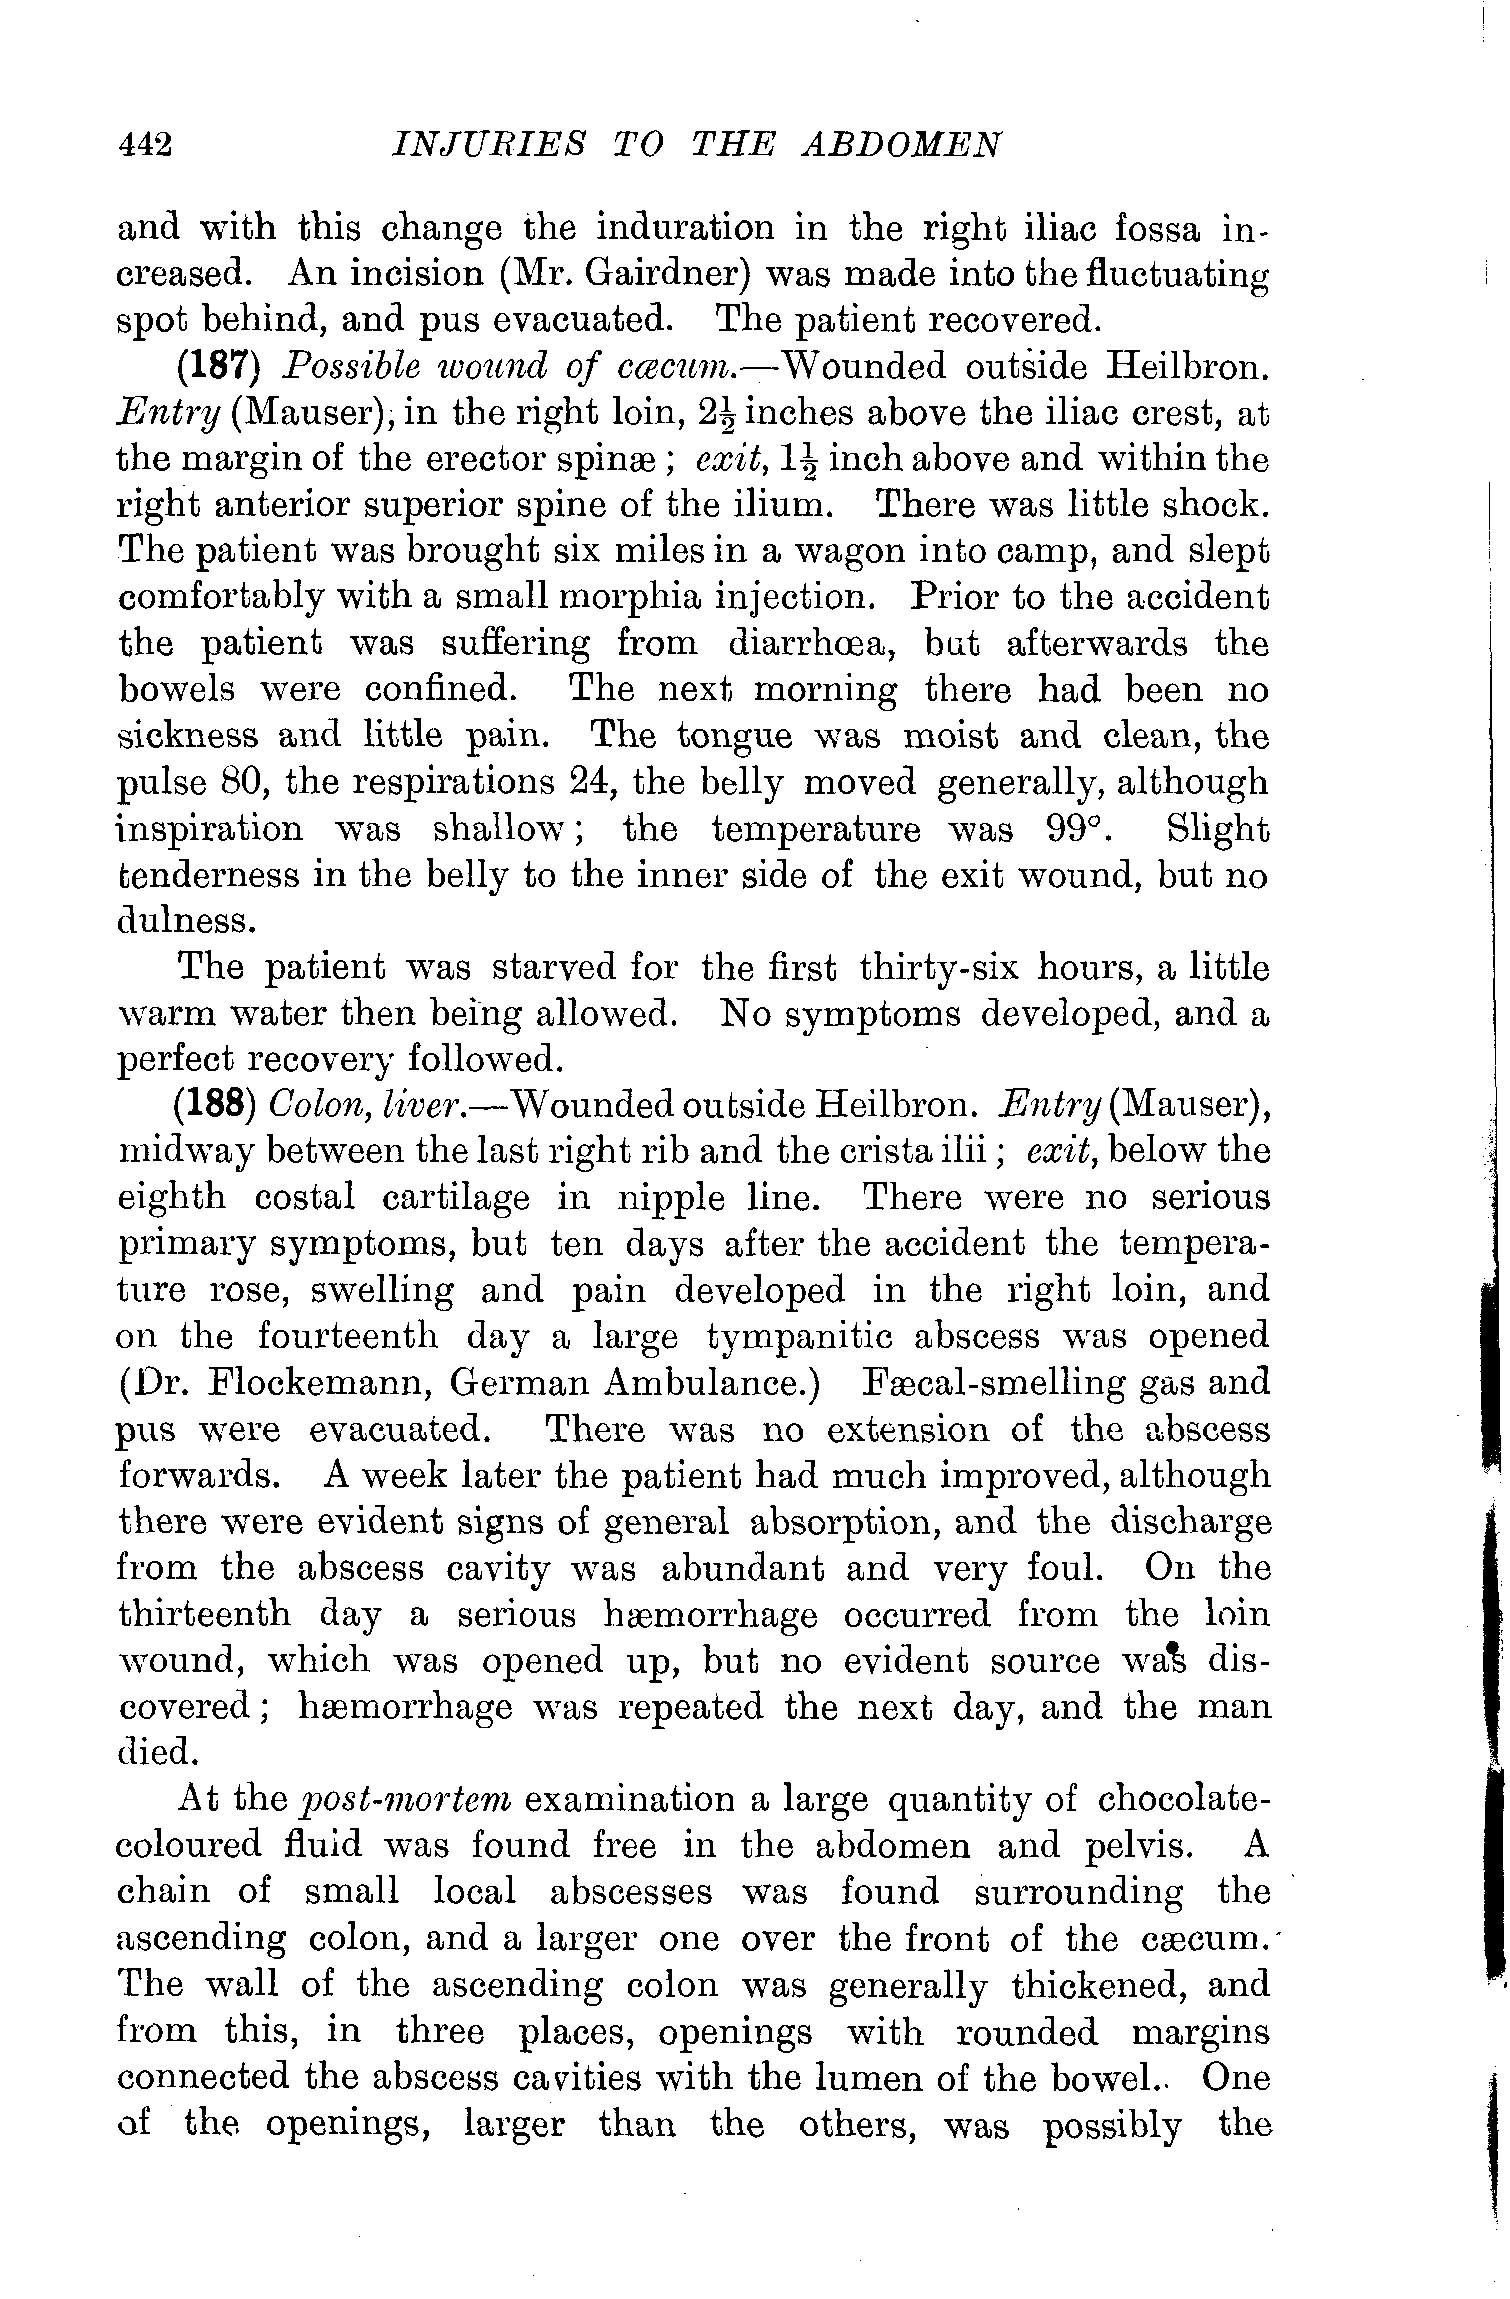 442 INJURIES TO THE ABDOMEN
and with this change the induration in the right iliac fossa in-
creased. An incision (Mr. Gairdner) was made into the fluctuating
spot behind, and pus evacuated. The patient recovered.
(187) Possible wound of cæcum.—Wounded outside Heilbron.
Entry (Mauser), in the right loin, 2½ inches above the iliac crest, at
the margin of the erector spinæ ; exit, 1½ inch above and within the
right anterior superior spine of the ilium. There was little shock.
The patient was brought six miles in a wagon into camp, and slept
comfortably with a small morphia injection. Prior to the accident
the patient was suffering from diarrhœa, but afterwards the
bowels were confined. The next morning there had been no
sickness and little pain. The tongue was moist and clean, the
pulse 80, the respirations 24, the belly moved generally, although
inspiration was shallow ; the temperature was 99°. Slight
tenderness in the belly to the inner side of the exit wound, but no
dulness.
The patient was starved for the first thirty-six hours, a little
warm water then being allowed. No symptoms developed, and a
perfect recovery followed.
(188) Colon, liver.—Wounded outside Heilbron. Entry (Mauser),
midway between the last right rib and the crista ilii ; exit, below the
eighth costal cartilage in nipple line. There were no serious
primary symptoms, but ten days after the accident the tempera-
ture rose, swelling and pain developed in the right loin, and
on the fourteenth day a large tympanitic abscess was opened
(Dr. Flockemann, German Ambulance.) Fæcal-smelling gas and
pus were evacuated. There was no extension of the abscess
forwards. A week later the patient had much improved, although
there were evident signs of general absorption, and the discharge
from the abscess cavity was abundant and very foul. On the
thirteenth day a serious hæmorrhage occurred from the loin
wound, which was opened up, but no evident source was dis-
covered ; hæmorrhage was repeated the next day, and the man
died.
At the post-mortem examination a large quantity of chocolate-
coloured fluid was found free in the abdomen and pelvis. A
chain of small local abscesses was found surrounding the
ascending colon, and a larger one over the front of the cæcum.
The wall of the ascending colon was generally thickened, and
from this, in three places, openings with rounded margins
connected the abscess cavities with the lumen of the bowel. One
of the openings, larger than the others, was possibly the